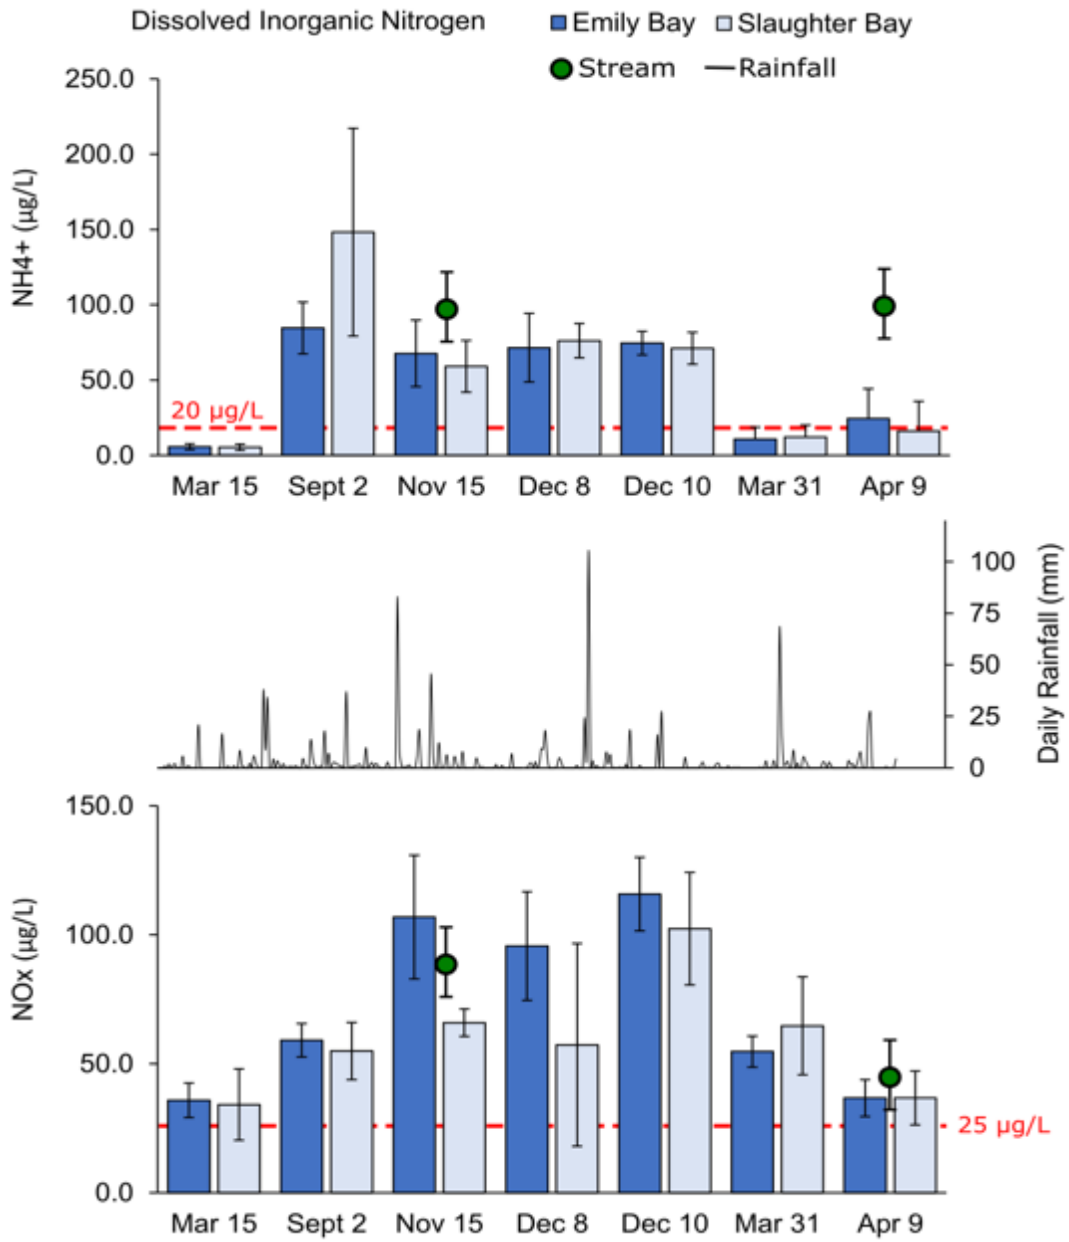 Dissolved Inorganic Nitrogen
Emily Bay
Slaughter Bay
Stream
Rainfall
NH4+ (µg/L)
250.0
200.0
150.0
100.0
50.0
0.0
20 µg/L
Mar 15
Sept 2
Nov 15
Dec 8
Dec 10
Mar 31
Apr 9
100
75
50
25
0
Daily Rainfall (mm)
NOx (µg/L)
150.0
100.0
50.0
0.0
25 µg/L
Mar 15
Sept 2
Nov 15
Dec 8
Dec 10
Mar 31
Apr 9